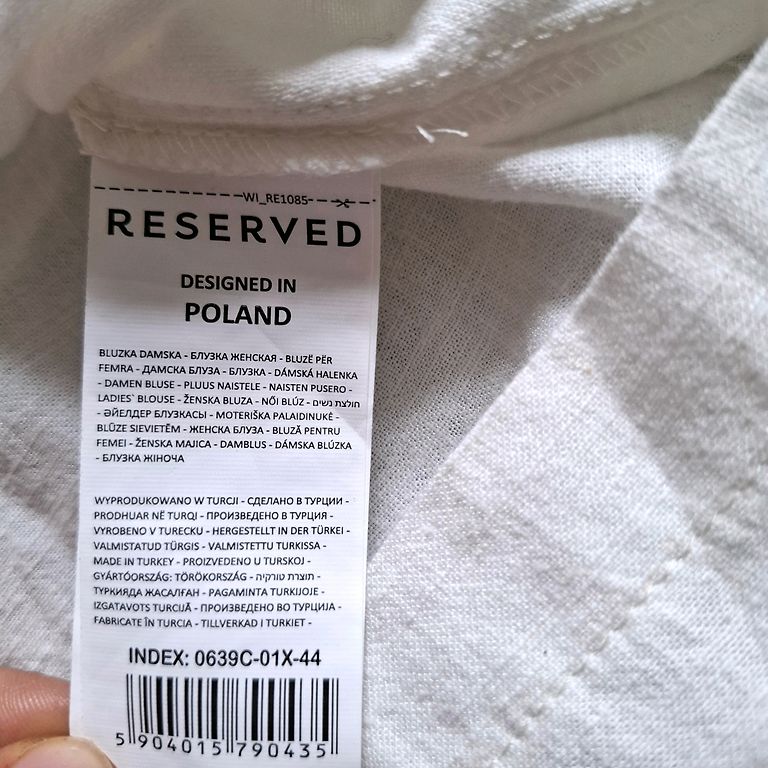 WI_RE1085
RESERVED
DESIGNED IN
POLAND
BLUZKA DAMSKA - БЛУЗКА ЖЕНСКАЯ - BLUZË PËR
FEMRA - ДАМСКА БЛУЗА - БЛУЗКА - DÁMSKÁ HALENKA
- DAMEN BLUSE - PLUUS NAISTELE - NAISTEN PUSERO -
LADIES` BLOUSE - ŽENSKA BLUZA - NŐI BLÚZ - חולצת נשים
- ӘЙЕЛДЕР БЛУЗКАСЫ - MOTERIŠKA PALAIDINUKĖ -
BLŪZE SIEVIETĒM - ЖЕНСКА БЛУЗА - BLUZĂ PENTRU
FEMEI - ŽENSKA MAJICA - DAMBLUS - DÁMSKA BLÚZKA
- БЛУЗКА ЖІНОЧА
WYPRODUKOWANO W TURCJI - СДЕЛАНО В ТУРЦИИ -
PRODHUAR NË TURQI - ПРОИЗВЕДЕНО В ТУРЦИЯ -
VYROBENO V TURECKU - HERGESTELLT IN DER TÜRKEI -
VALMISTATUD TÜRGIS - VALMISTETTU TURKISSA -
MADE IN TURKEY - PROIZVEDENO U TURSKOJ -
GYÁRTÓORSZÁG: TÖRÖKORSZÁG - תוצרת טורקיה -
ТҮРКИЯДА ЖАСАЛҒАН - PAGAMINTA TURKIJOJE -
IZGATAVOTS TURCIJĀ - ПРОИЗВЕДЕНО ВО ТУРЦИЈА -
FABRICATE ÎN TURCIA - TILLVERKAD I TURKIET -
INDEX: 0639C-01X-44
5 904015 790435